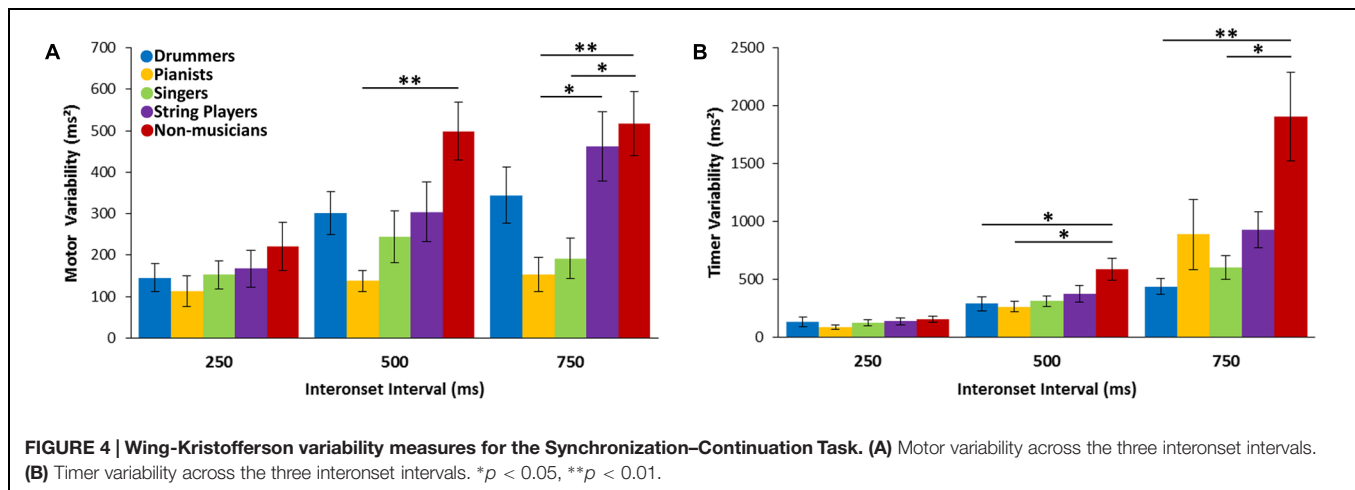 A
700
600
500
400
300
200
100
0
Motor Variability (ms²)
Drummers
Pianists
Singers
String Players
Non-musicians
**
**
*
*
250 500 750
Interonset Interval (ms)
B
2500
2000
1500
1000
500
0
Timer Variability (ms²)
*
*
**
*
250 500 750
Interonset Interval (ms)
FIGURE 4 | Wing-Kristofferson variability measures for the Synchronization–Continuation Task. (A) Motor variability across the three interonset intervals.
(B) Timer variability across the three interonset intervals. *p < 0.05, **p < 0.01.